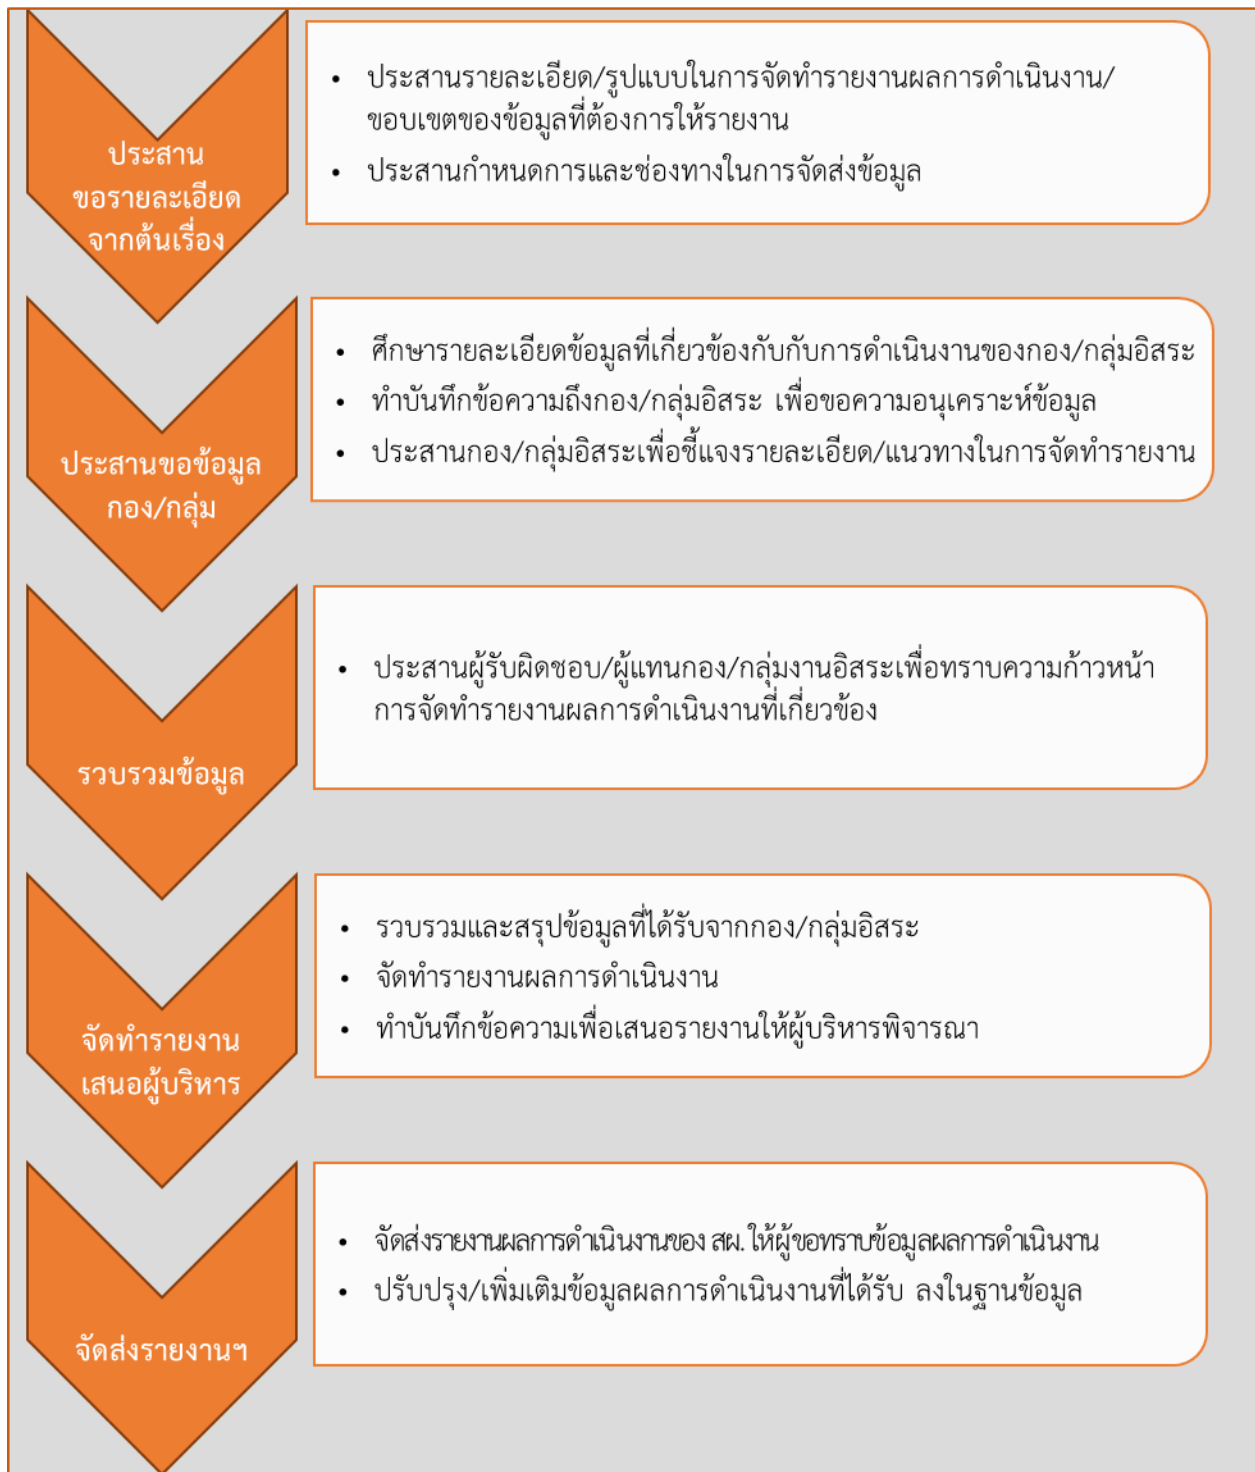 ประสาน
ขอรายละเอียด
จากต้นเรื่อง
• ประสานรายละเอียด/รูปแบบในการจัดทำรายงานผลการดำเนินงาน/
ขอบเขตของข้อมูลที่ต้องการให้รายงาน
• ประสานกำหนดการและช่องทางในการจัดส่งข้อมูล
ประสานขอข้อมูล
กอง/กลุ่ม
• ศึกษารายละเอียดข้อมูลที่เกี่ยวข้องกับกับการดำเนินงานของกอง/กลุ่มอิสระ
• ทำบันทึกข้อความถึงกอง/กลุ่มอิสระ เพื่อขอความอนุเคราะห์ข้อมูล
• ประสานกอง/กลุ่มอิสระเพื่อชี้แจงรายละเอียด/แนวทางในการจัดทำรายงาน
รวบรวมข้อมูล
• ประสานผู้รับผิดชอบ/ผู้แทนกอง/กลุ่มงานอิสระเพื่อทราบความก้าวหน้า
การจัดทำรายงานผลการดำเนินงานที่เกี่ยวข้อง
จัดทำรายงาน
เสนอผู้บริหาร
• รวบรวมและสรุปข้อมูลที่ได้รับจากกอง/กลุ่มอิสระ
• จัดทำรายงานผลการดำเนินงาน
• ทำบันทึกข้อความเพื่อเสนอรายงานให้ผู้บริหารพิจารณา
จัดส่งรายงานฯ
• จัดส่งรายงานผลการดำเนินงานของ สผ. ให้ผู้ขอทราบข้อมูลผลการดำเนินงาน
• ปรับปรุง/เพิ่มเติมข้อมูลผลการดำเนินงานที่ได้รับ ลงในฐานข้อมูล